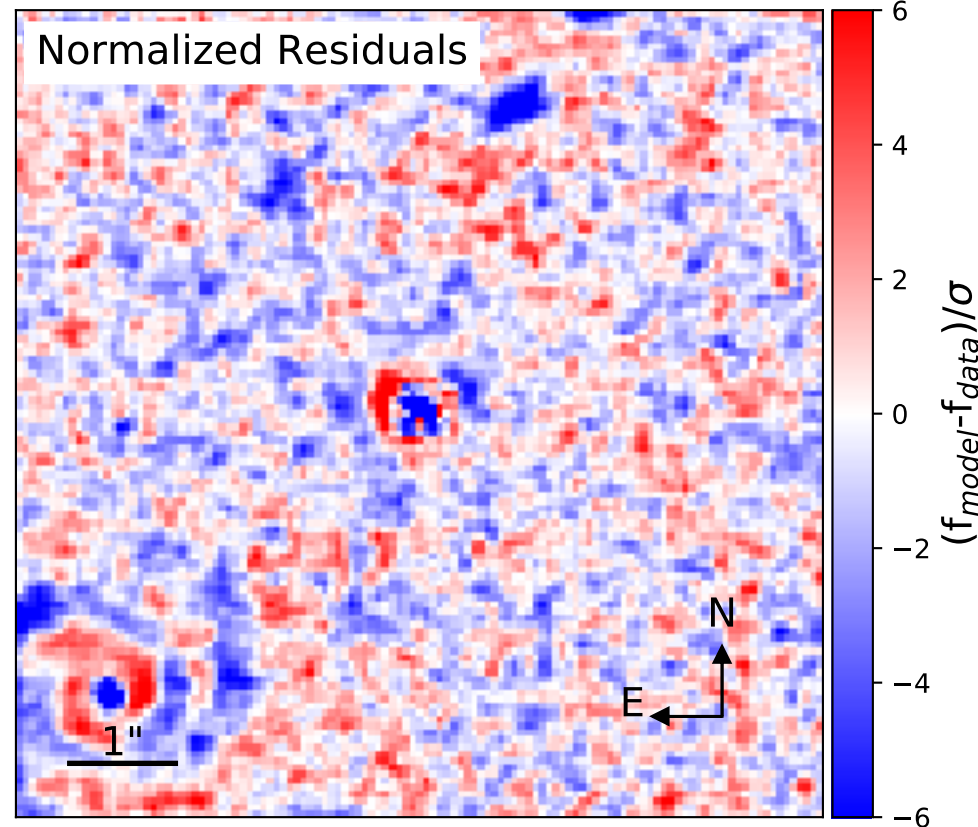 Normalized Residuals
6
4
2
0
−2
−4
−6
(f_model-f_data)/σ
N
E
1"